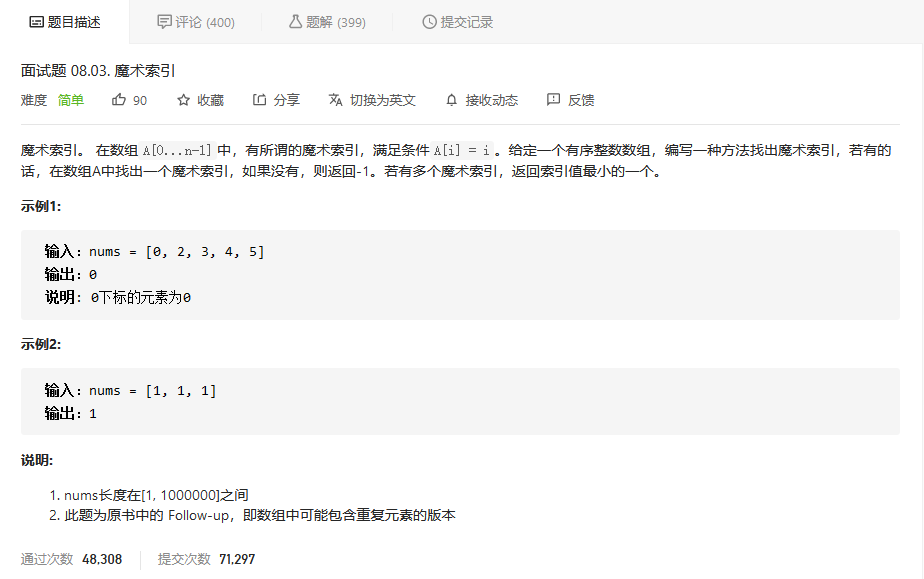 题目描述 评论 (400) 题解 (399) 提交记录
面试题 08.03. 魔术索引
难度 简单 90 收藏 分享 切换为英文 接收动态 反馈
魔术索引。 在数组 A[0...n-1] 中，有所谓的魔术索引，满足条件 A[i] = i 。给定一个有序整数数组，编写一种方法找出魔术索引，若有的
话，在数组A中找出一个魔术索引，如果没有，则返回-1。若有多个魔术索引，返回索引值最小的一个。
示例1:
输入：nums = [0, 2, 3, 4, 5]
输出：0
说明：0下标的元素为0
示例2:
输入：nums = [1, 1, 1]
输出：1
说明:
1. nums长度在[1, 1000000]之间
2. 此题为原书中的 Follow-up，即数组中可能包含重复元素的版本
通过次数 48,308 提交次数 71,297